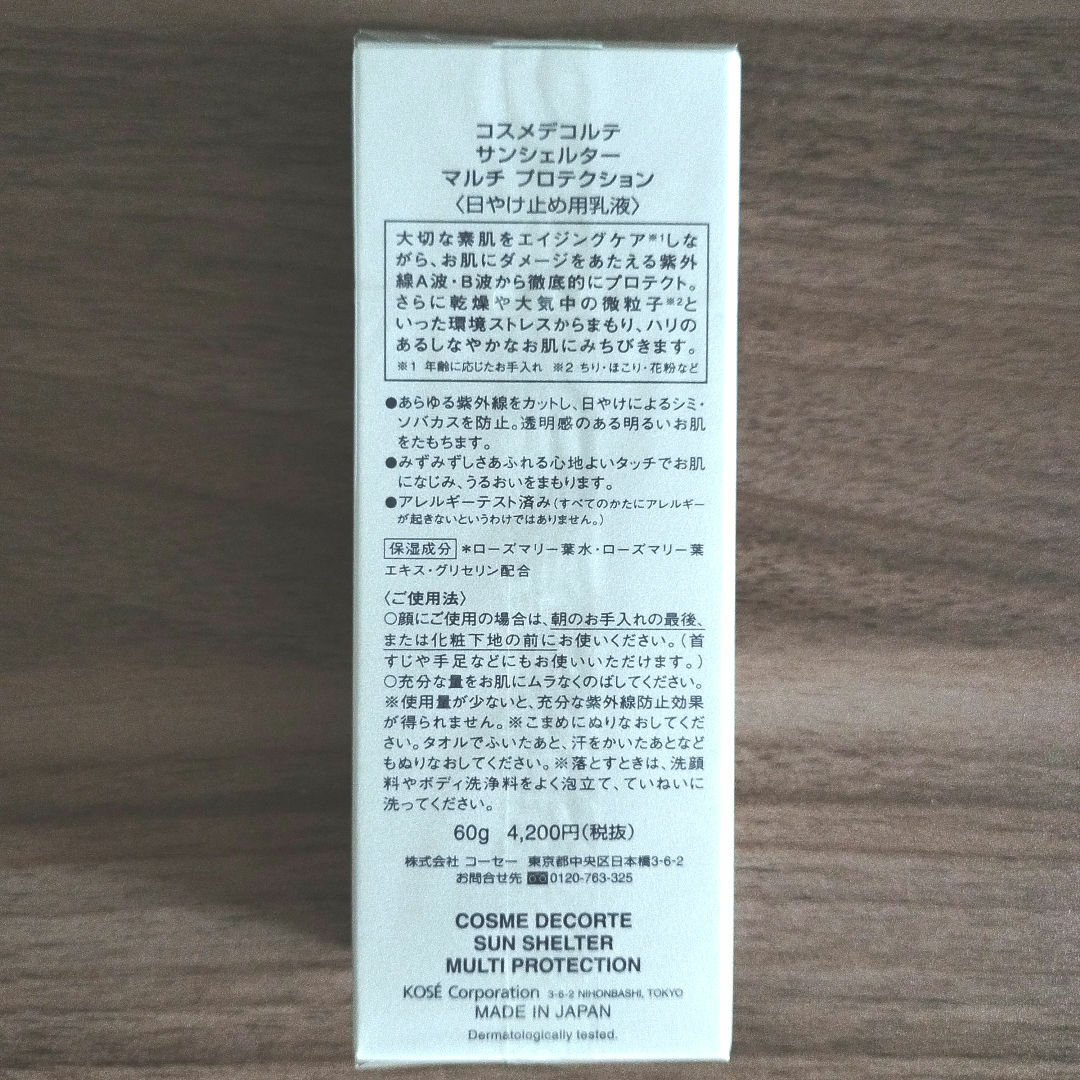 コスメデコルテ
サンシェルター
マルチ プロテクション
〈日やけ止め用乳液〉
大切な素肌をエイジングケア※1しな
がら、お肌にダメージをあたえる紫外
線A波・B波から徹底的にプロテクト。
さらに乾燥や大気中の微粒子※2と
いった環境ストレスからまもり、ハリの
あるしなやかなお肌にみちびきます。
※1 年齢に応じたお手入れ ※2 ちり・ほこり・花粉など
●あらゆる紫外線をカットし、日やけによるシミ・
ソバカスを防止。透明感のある明るいお肌
をたもちます。
●みずみずしさあふれる心地よいタッチでお肌
になじみ、うるおいをまもります。
●アレルギーテスト済み(すべてのかたにアレルギー
が起きないというわけではありません。)
保湿成分 *ローズマリー葉水・ローズマリー葉
エキス・グリセリン配合
〈ご使用法〉
○顔にご使用の場合は、朝のお手入れの最後、
または化粧下地の前にお使いください。(首
すじや手足などにもお使いいただけます。)
○充分な量をお肌にムラなくのばしてください。
※使用量が少ないと、充分な紫外線防止効果
が得られません。※こまめにぬりなおしてくだ
さい。タオルでふいたあと、汗をかいたあとなど
もぬりなおしてください。※落とすときは、洗顔
料やボディ洗浄料をよく泡立て、ていねいに
洗ってください。
60g 4,200円(税抜)
株式会社 コーセー 東京都中央区日本橋3-6-2
お問合せ先 0120-763-325
COSME DECORTE
SUN SHELTER
MULTI PROTECTION
KOSÉ Corporation 3-6-2 NIHONBASHI, TOKYO
MADE IN JAPAN
Dermatologically tested.